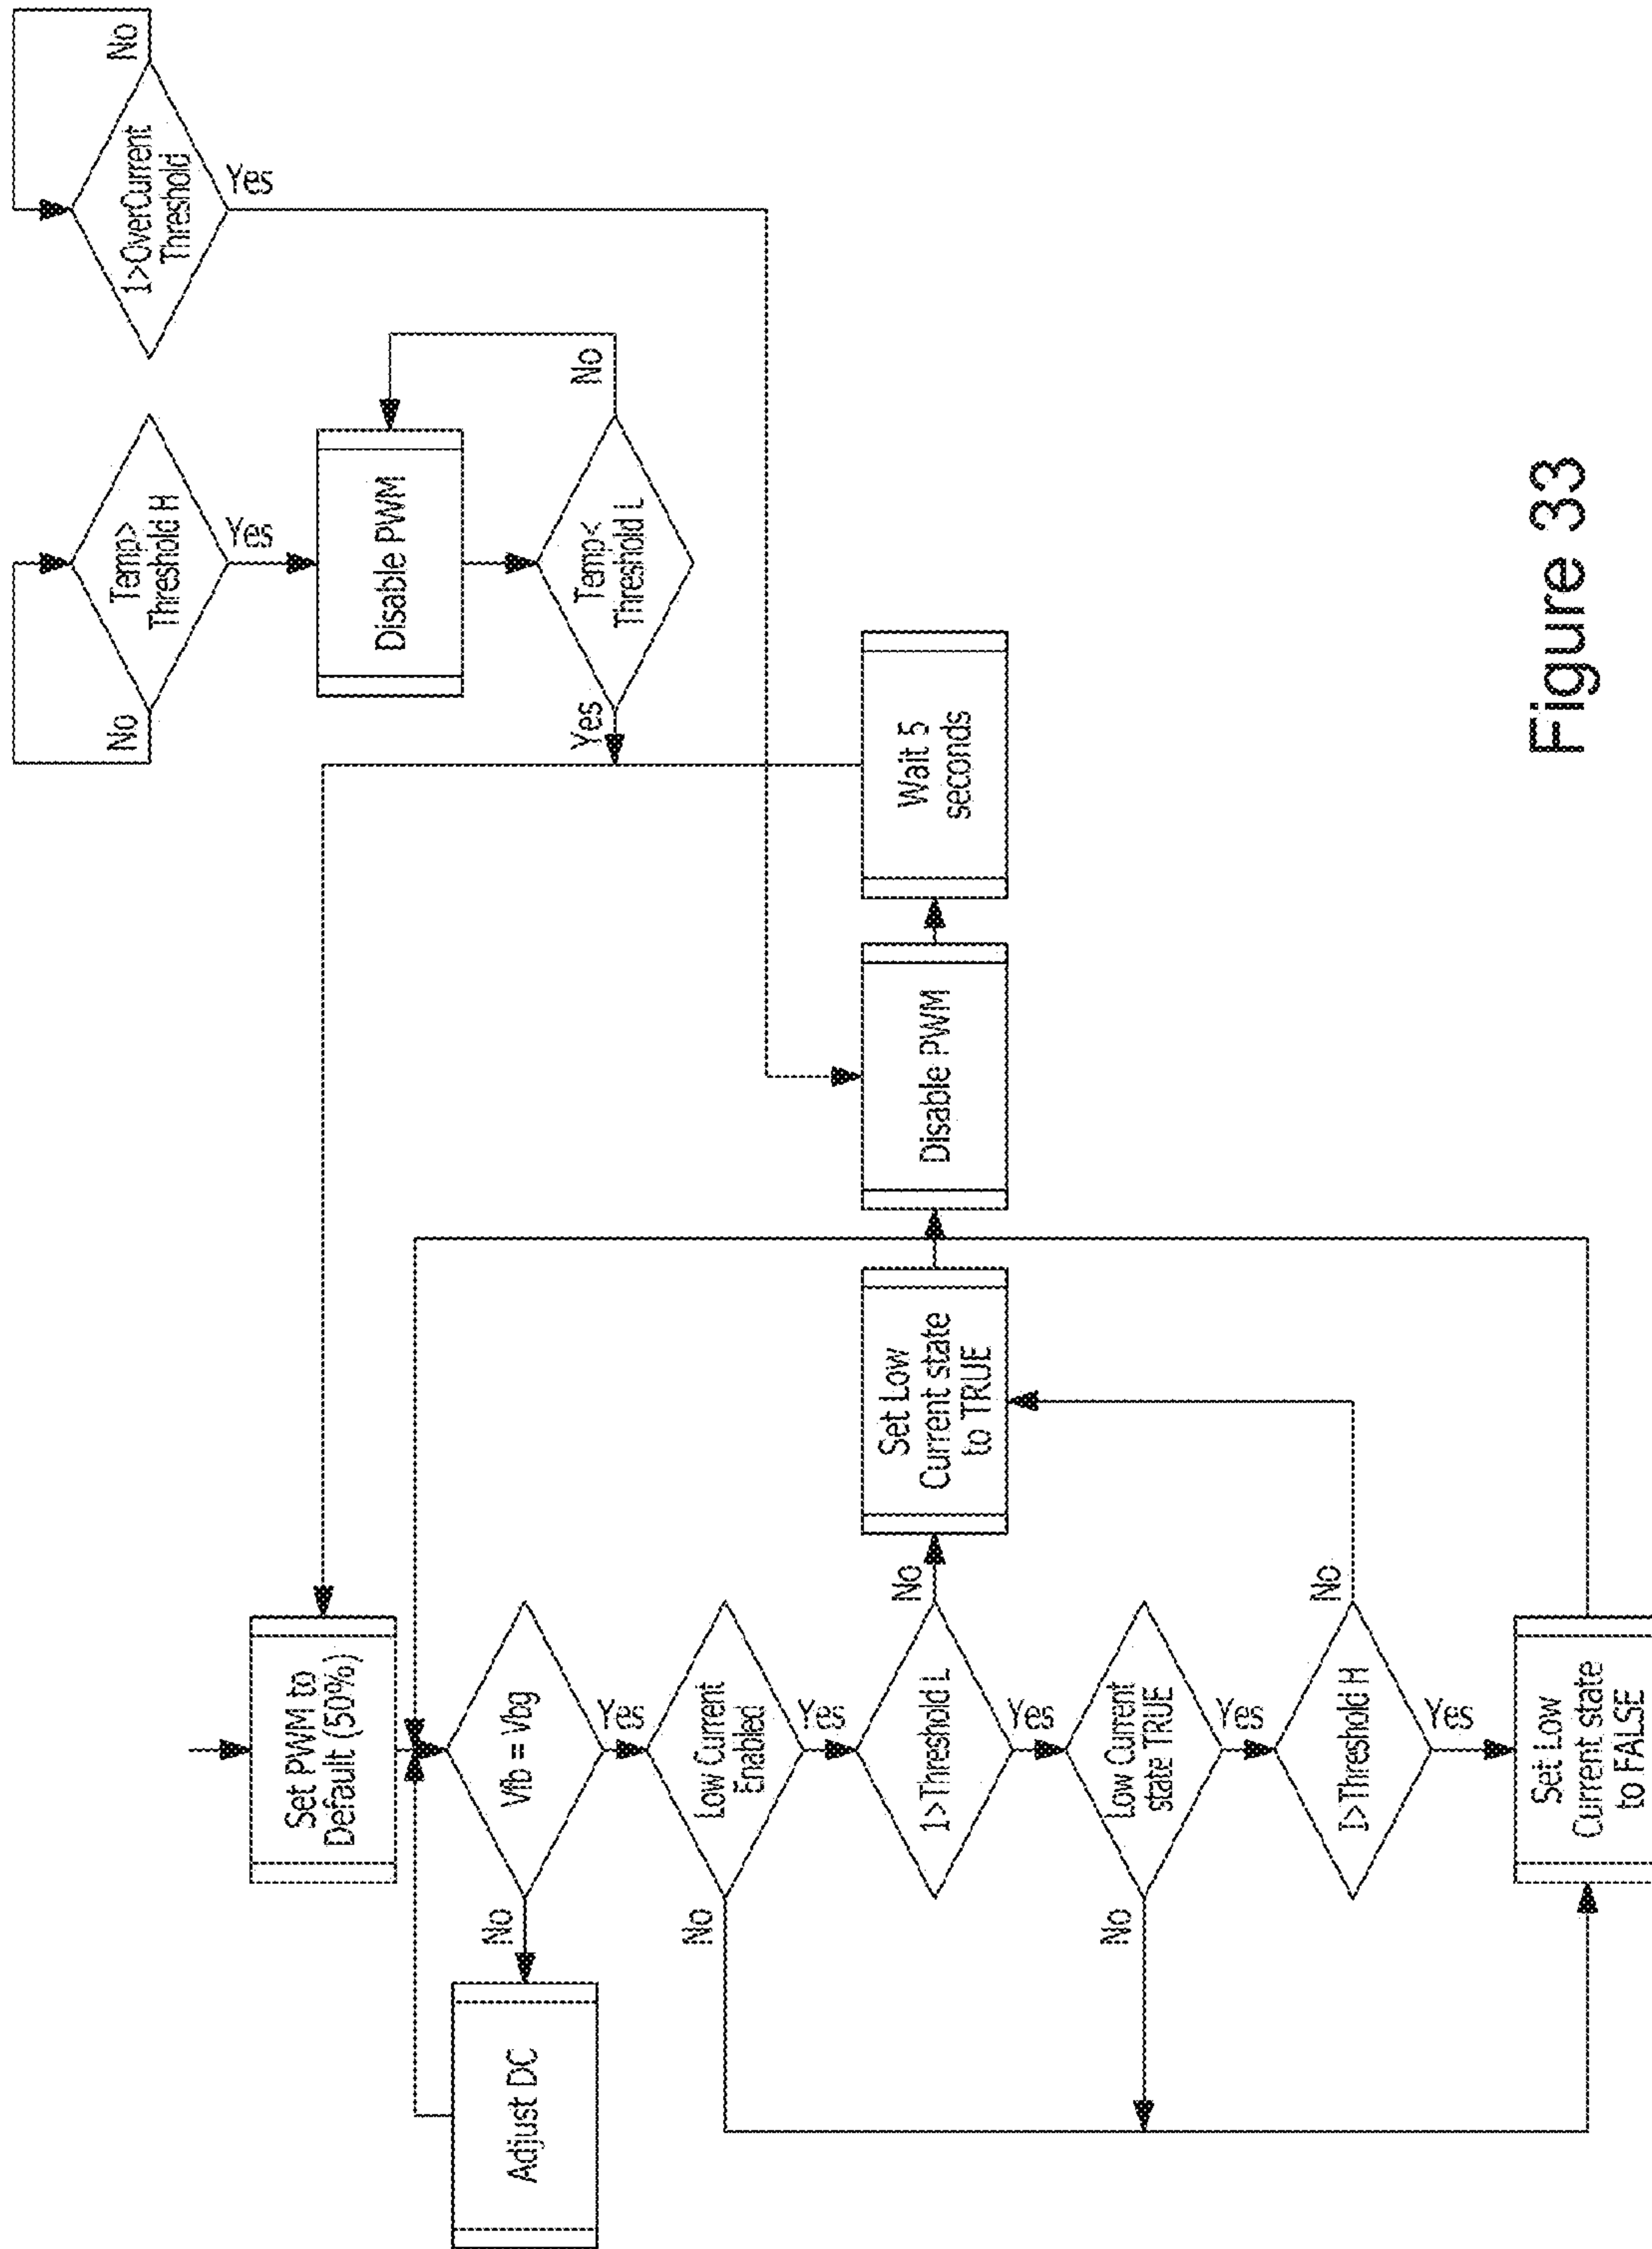 Set PWM to
Default (50%)
Vfb = Vbg
No
Yes
Adjust DC
Low Current
Enabled
No
Yes
1>Threshold L
No
Yes
Set Low
Current state
to TRUE
Low Current
state TRUE
No
Yes
I>Threshold H
No
Yes
Set Low
Current state
to FALSE
Disable PWM
Wait 5
seconds
Temp>
Threshold H
No
Yes
Disable PWM
Temp<
Threshold L
Yes
No
1>OverCurrent
Threshold
No
Yes
Figure 33